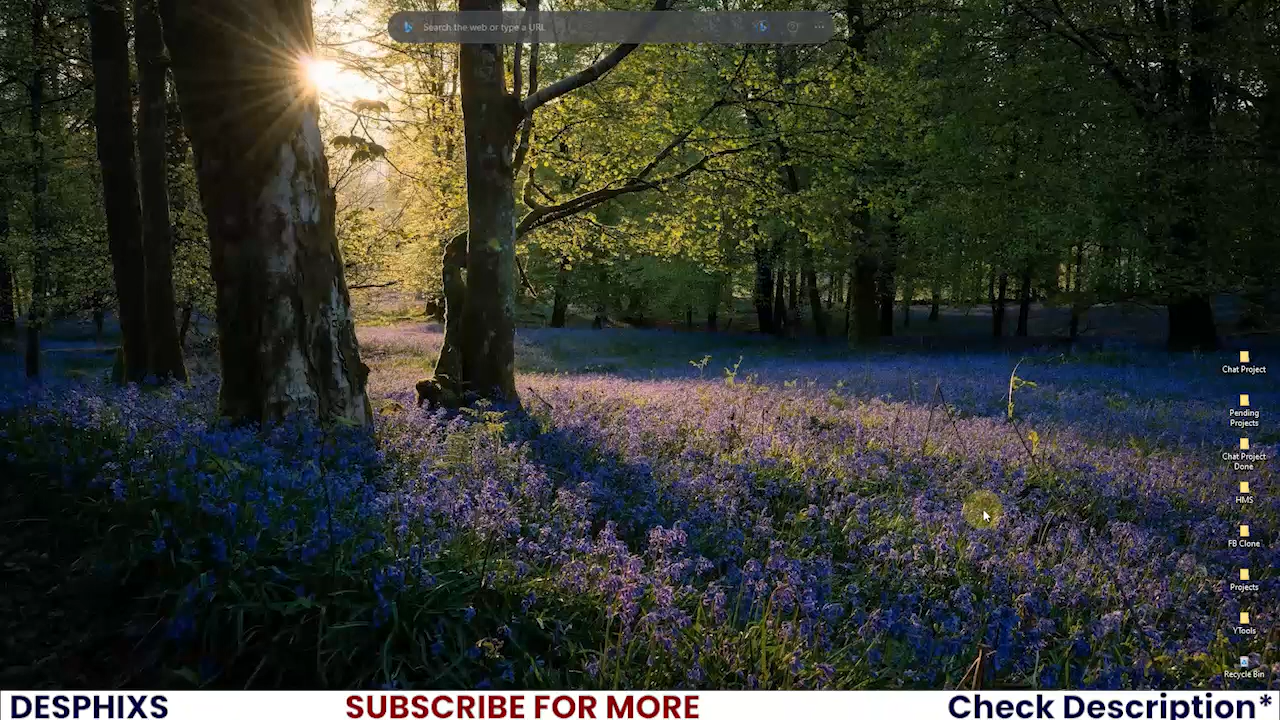 Search the web or type a URL
Chat Project
Pending
Projects
Chat Project
Done
HMS
FB Clone
Projects
YTools
Recycle Bin
DESPHIXS
SUBSCRIBE FOR MORE
Check Description*